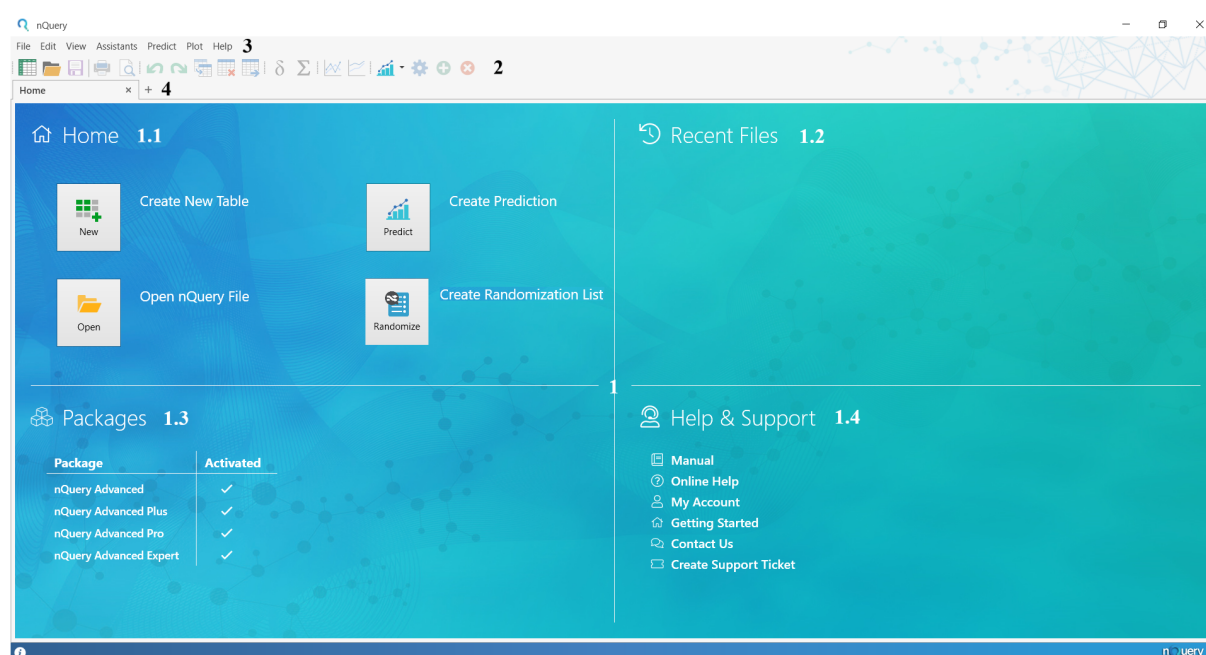 nQuery
File Edit View Assistants Predict Plot Help 3
δ Σ 2
Home × + 4
Home 1.1
Recent Files 1.2
New
Create New Table
Predict
Create Prediction
Open
Open nQuery File
Randomize
Create Randomization List
1
Packages 1.3
Package Activated
nQuery Advanced
nQuery Advanced Plus
nQuery Advanced Pro
nQuery Advanced Expert
Help & Support 1.4
Manual
Online Help
My Account
Getting Started
Contact Us
Create Support Ticket
nQuery